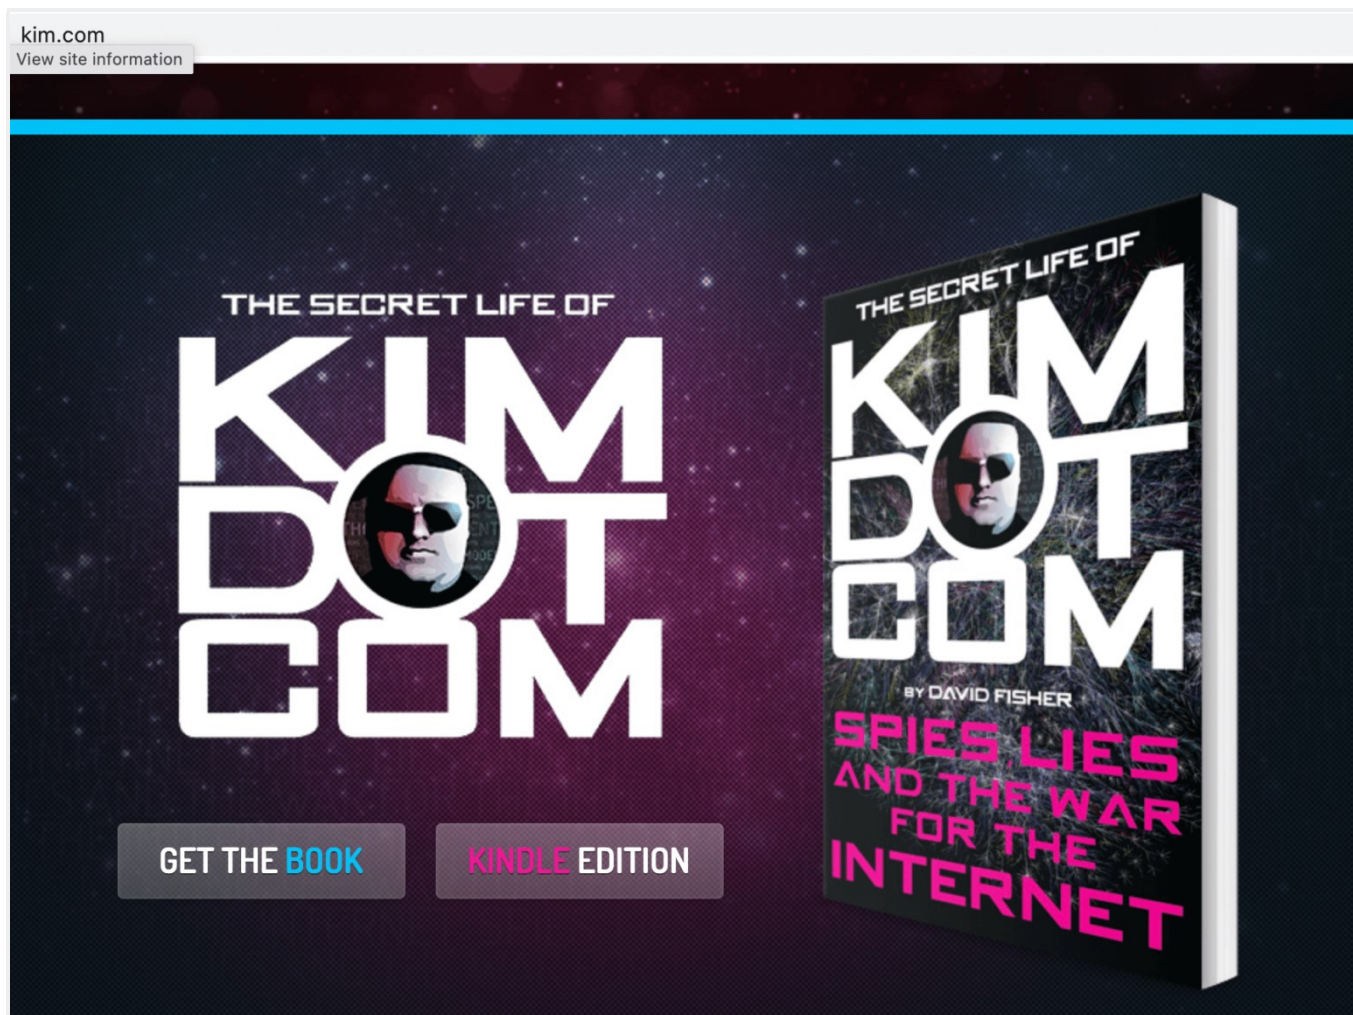 kim.com
View site information
THE SECRET LIFE OF
KIM
DOT
COM
GET THE BOOK
KINDLE EDITION
THE SECRET LIFE OF
KIM
DOT
COM
BY DAVID FISHER
SPIES, LIES
AND THE WAR
FOR THE
INTERNET